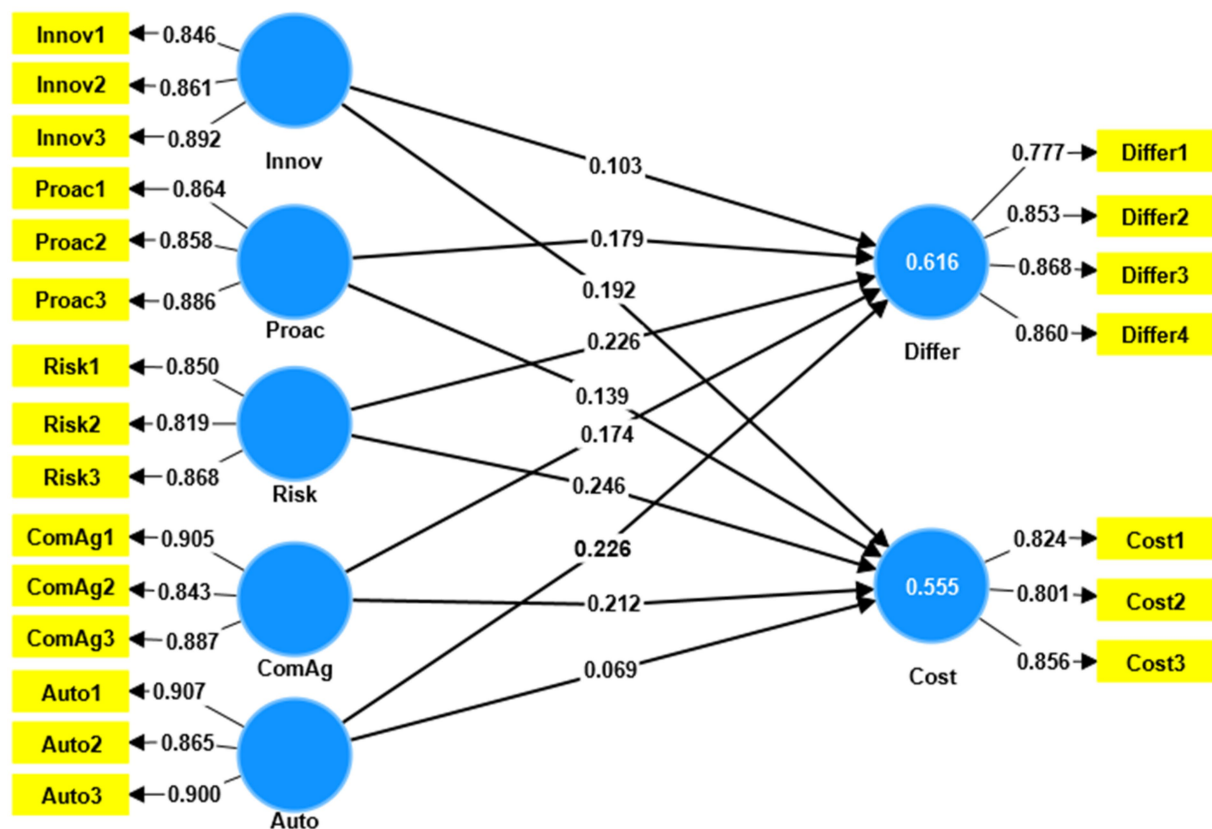 Innov1
0.846
Innov2
0.861
Innov3
0.892
Innov
Proac1
0.864
Proac2
0.858
Proac3
0.886
Proac
Risk1
0.850
Risk2
0.819
Risk3
0.868
Risk
ComAg1
0.905
ComAg2
0.843
ComAg3
0.887
ComAg
Auto1
0.907
Auto2
0.865
Auto3
0.900
Auto
0.103
0.179
0.192
0.226
0.139
0.174
0.246
0.226
0.212
0.069
0.616
Differ
0.777
Differ1
0.853
Differ2
0.868
Differ3
0.860
Differ4
0.555
Cost
0.824
Cost1
0.801
Cost2
0.856
Cost3